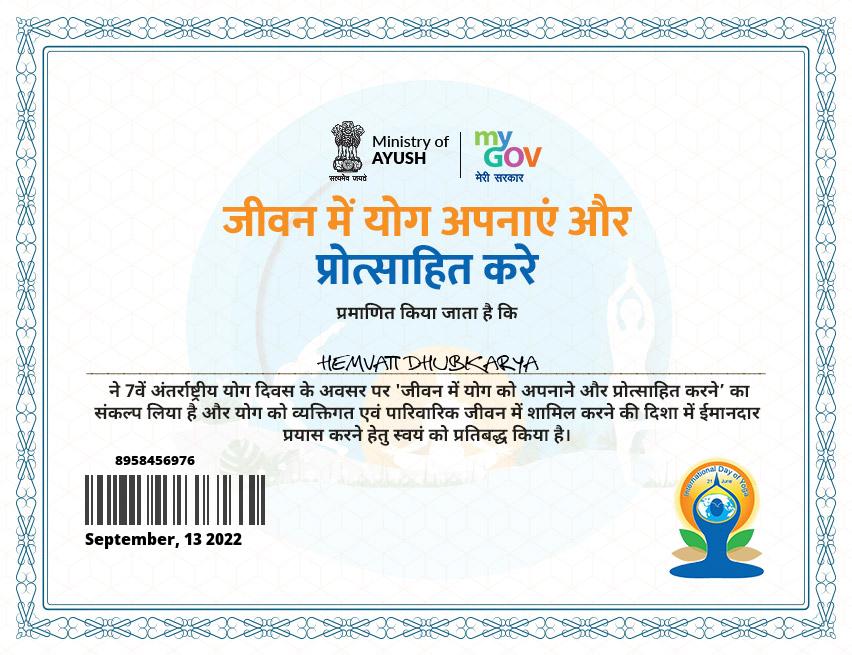 सत्यमेव जयते
Ministry of
AYUSH
my
GOV
मेरी सरकार
जीवन में योग अपनाएं और
प्रोत्साहित करे
प्रमाणित किया जाता है कि
HEMVATI DHUBKARYA
ने 7वें अंतर्राष्ट्रीय योग दिवस के अवसर पर 'जीवन में योग को अपनाने और प्रोत्साहित करने’ का
संकल्प लिया है और योग को व्यक्तिगत एवं पारिवारिक जीवन में शामिल करने की दिशा में ईमानदार
प्रयास करने हेतु स्वयं को प्रतिबद्ध किया है।
8958456976
September, 13 2022
International Day of Yoga
21 June